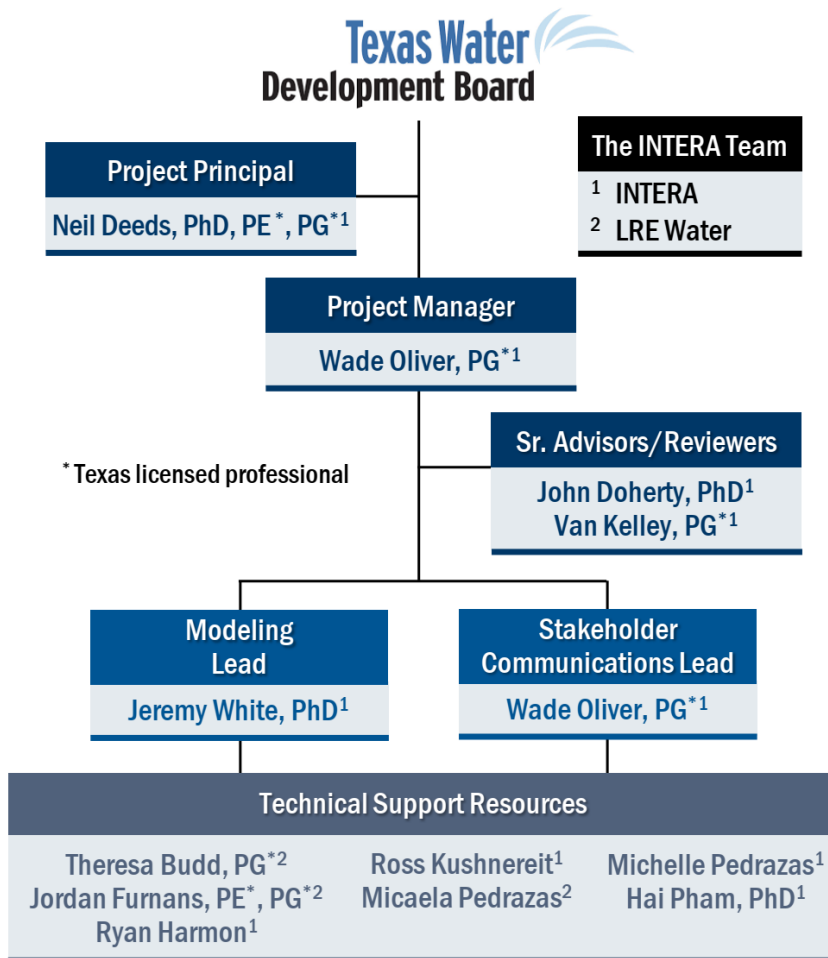 Texas Water
Development Board
The INTERA Team
¹ INTERA
² LRE Water
Project Principal
Neil Deeds, PhD, PE*, PG*¹
Project Manager
Wade Oliver, PG*¹
* Texas licensed professional
Sr. Advisors/Reviewers
John Doherty, PhD¹
Van Kelley, PG*¹
Modeling
Lead
Jeremy White, PhD¹
Stakeholder
Communications Lead
Wade Oliver, PG*¹
Technical Support Resources
Theresa Budd, PG*²
Jordan Furnans, PE*, PG*²
Ryan Harmon¹
Ross Kushnereit¹
Micaela Pedrazas²
Michelle Pedrazas¹
Hai Pham, PhD¹